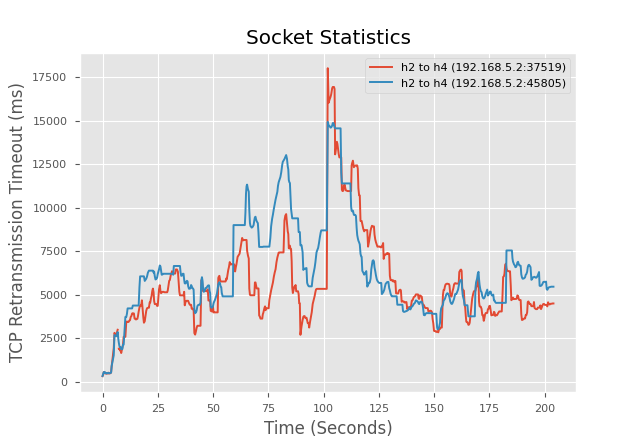 Socket Statistics
h2 to h4 (192.168.5.2:37519)
h2 to h4 (192.168.5.2:45805)
TCP Retransmission Timeout (ms)
17500
15000
12500
10000
7500
5000
2500
0
0 25 50 75 100 125 150 175 200
Time (Seconds)